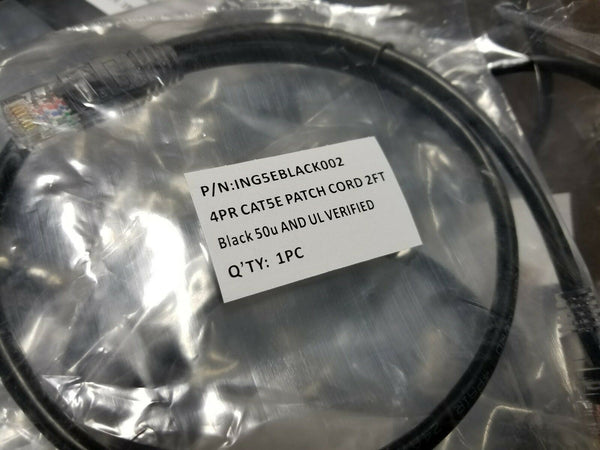 P/N:ING5EBLACK002
4PR CAT5E PATCH CORD 2FT
Black 50u AND UL VERIFIED
Q'TY: 1PC